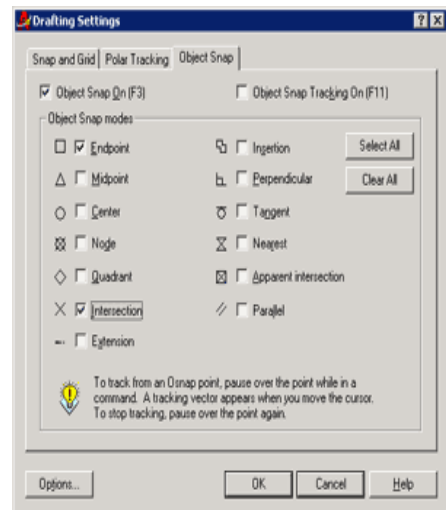 Drafting Settings
Snap and Grid Polar Tracking Object Snap
Object Snap On (F3) Object Snap Tracking On (F11)
Object Snap modes
Endpoint Insertion Select All
Midpoint Perpendicular Clear All
Center Tangent
Node Nearest
Quadrant Apparent intersection
Intersection Parallel
Extension
To track from an Osnap point, pause over the point while in a
command. A tracking vector appears when you move the cursor.
To stop tracking, pause over the point again.
Options... OK Cancel Help